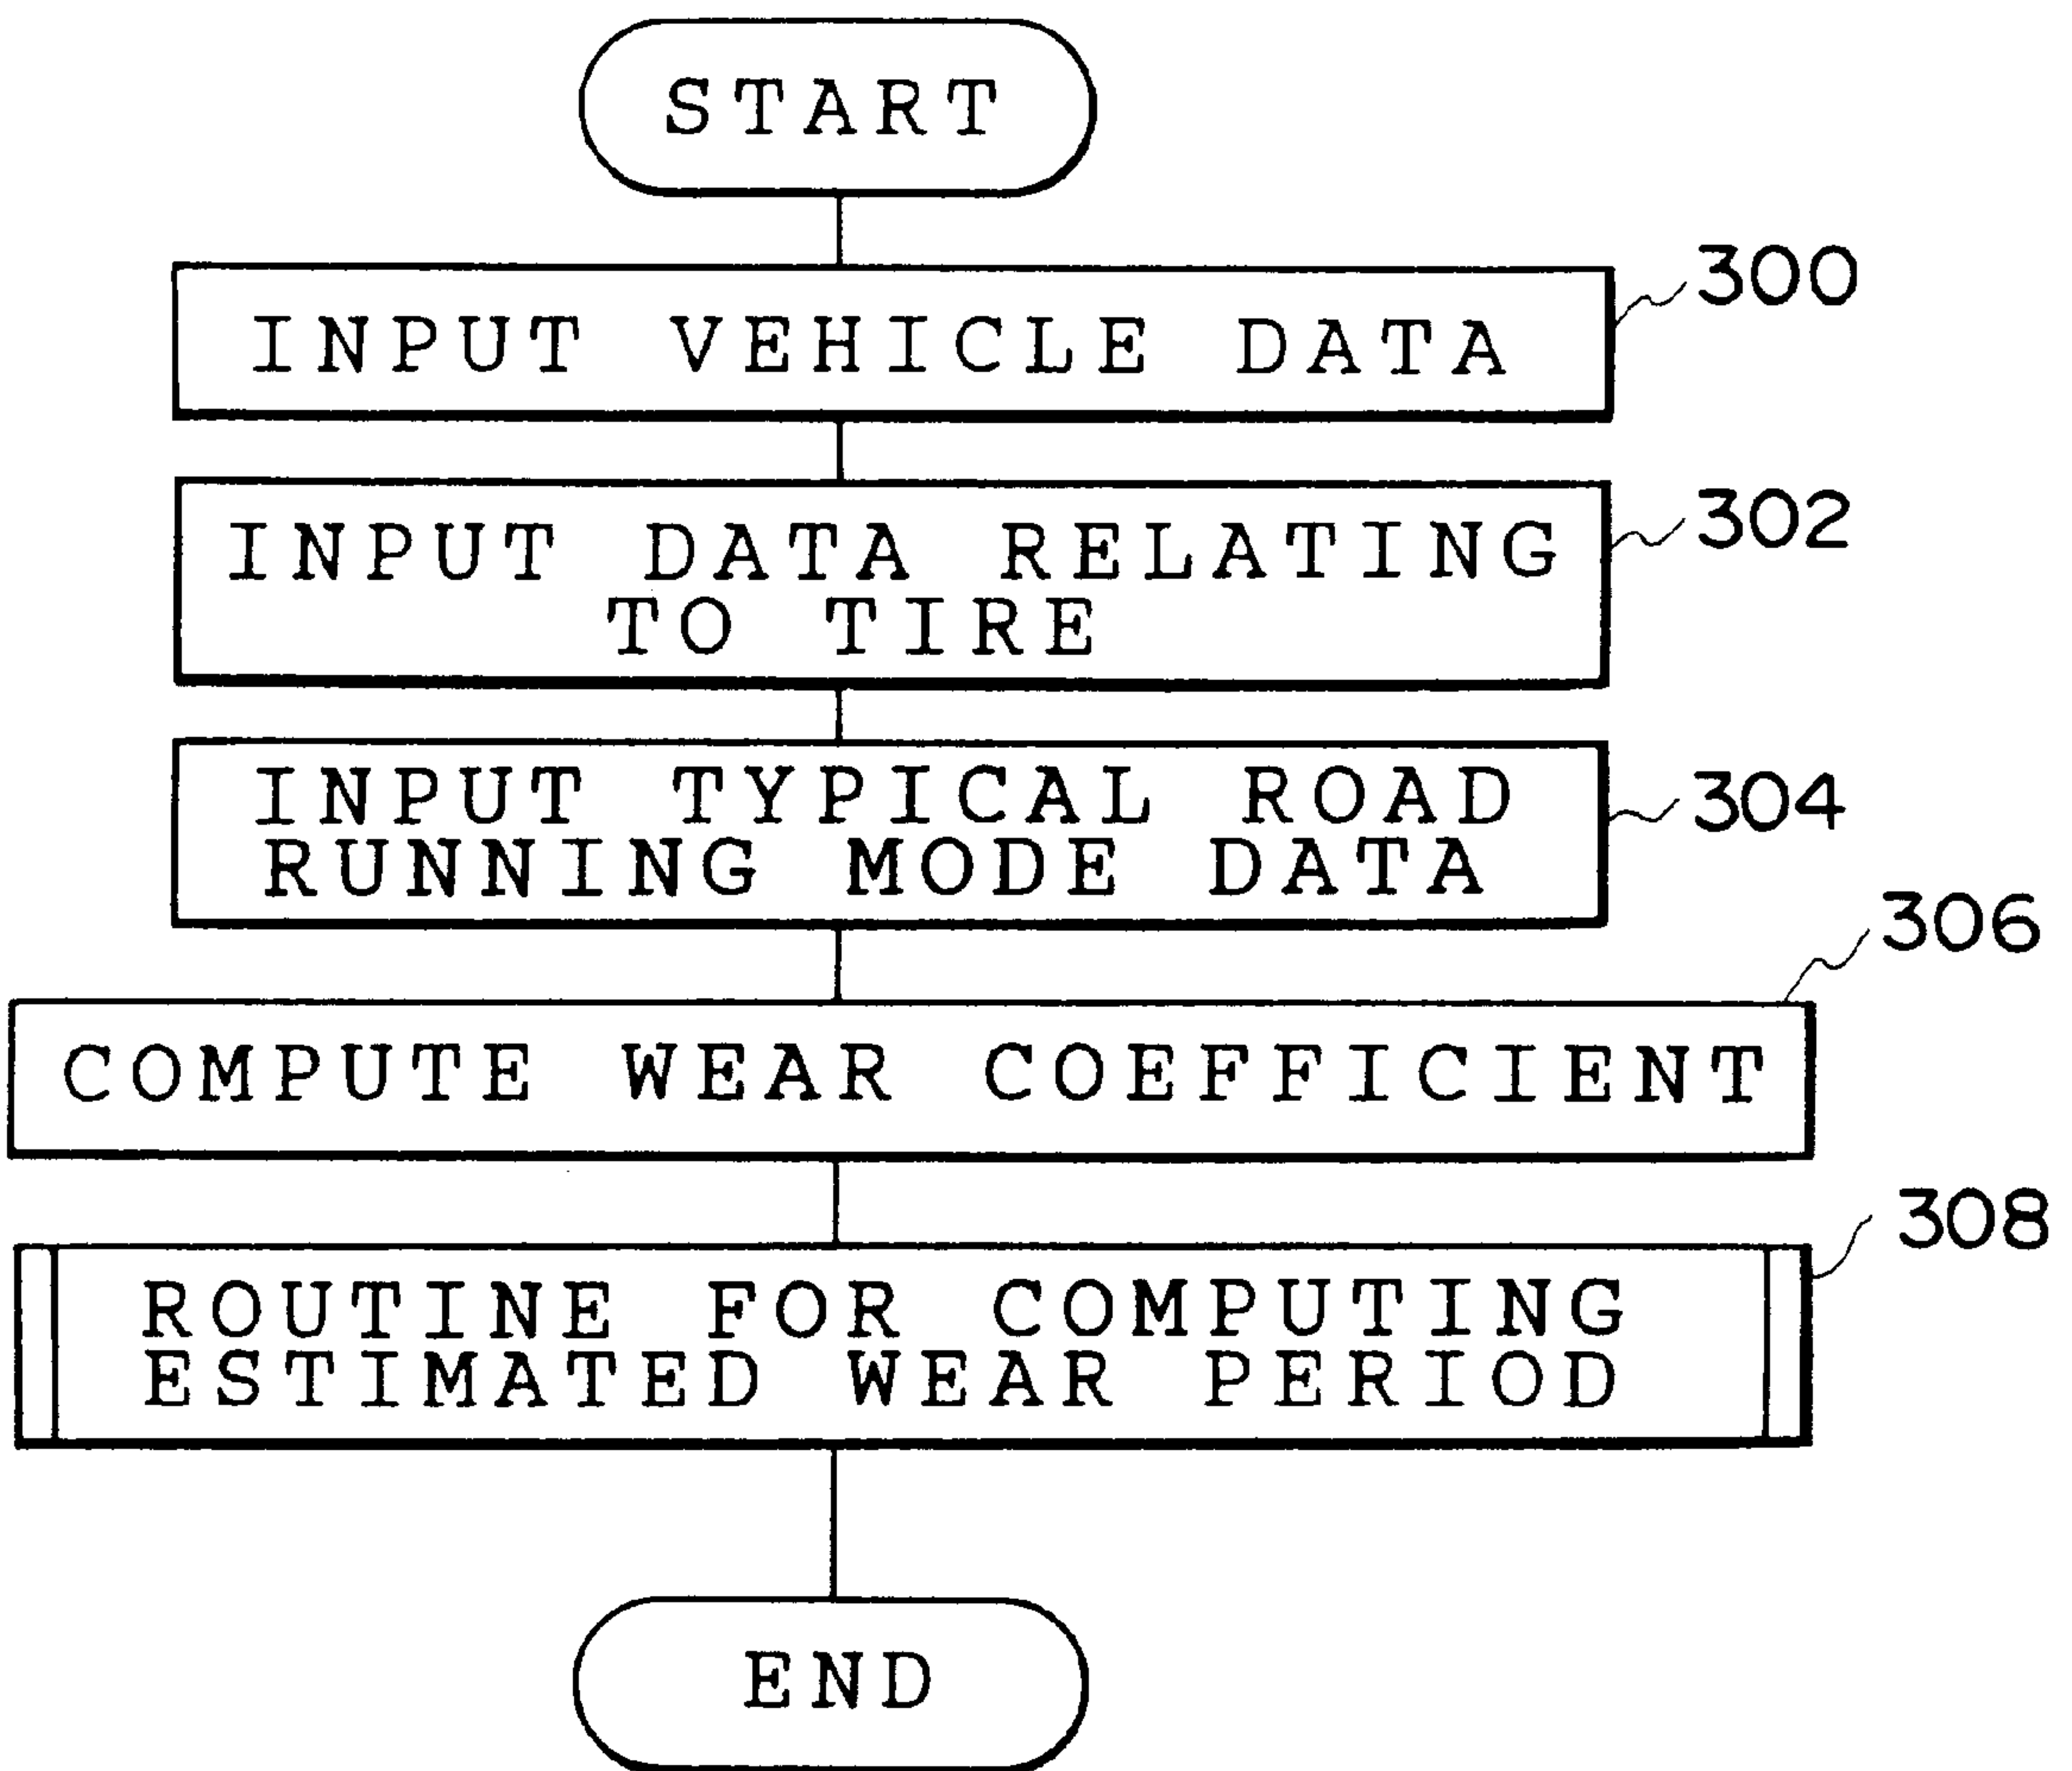 START
300
INPUT VEHICLE DATA
302
INPUT DATA RELATING
TO TIRE
304
INPUT TYPICAL ROAD
RUNNING MODE DATA
306
COMPUTE WEAR COEFFICIENT
308
ROUTINE FOR COMPUTING
ESTIMATED WEAR PERIOD
END